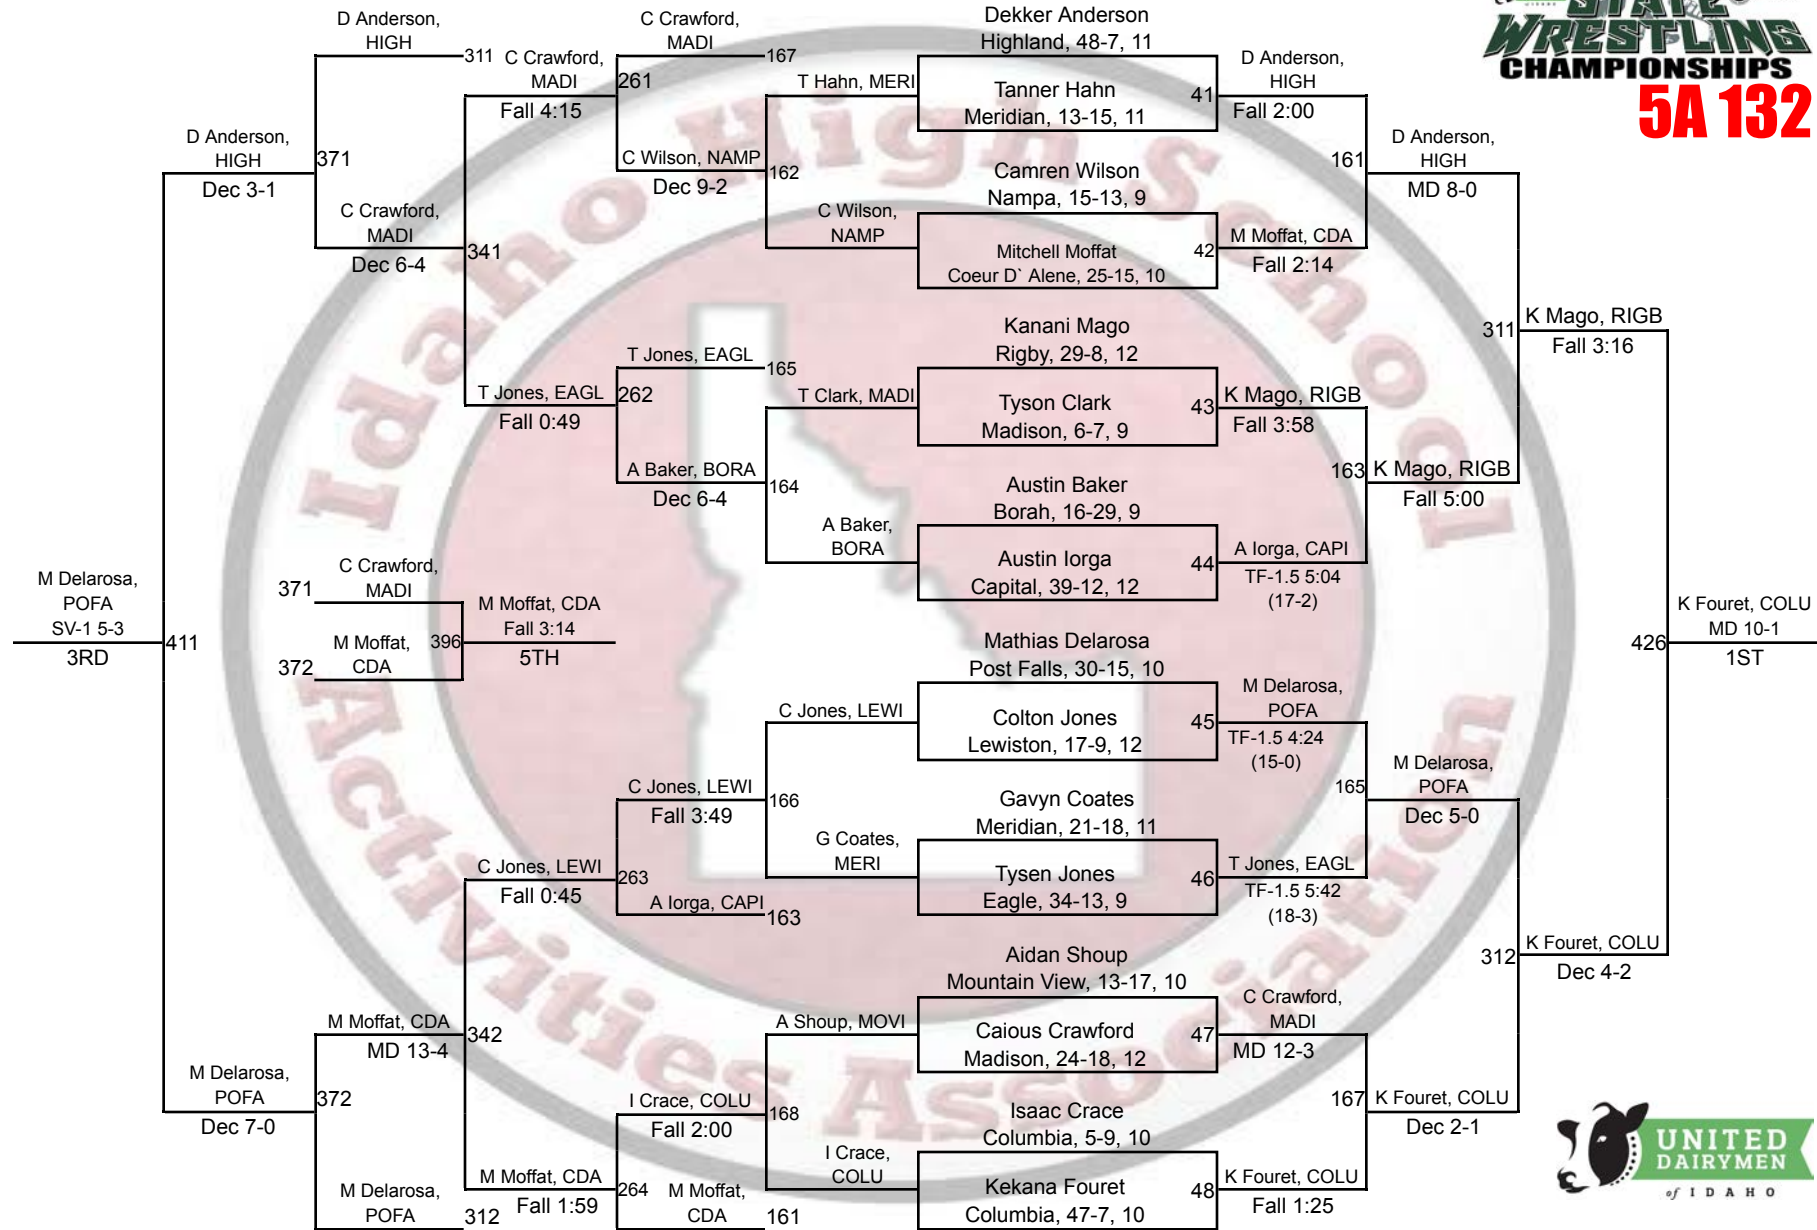 STATE
WRESTLING
CHAMPIONSHIPS
5A 132
Idaho High School
Activities Association
D Anderson,
HIGH
311
C Crawford,
MADI
Fall 4:15
C Crawford,
MADI
167
261
T Hahn, MERI
C Wilson, NAMP
Dec 9-2
162
C Wilson,
NAMP
D Anderson,
HIGH
Dec 3-1
371
C Crawford,
MADI
Dec 6-4
341
T Jones, EAGL
165
T Jones, EAGL
Fall 0:49
262
T Clark, MADI
A Baker, BORA
Dec 6-4
164
A Baker,
BORA
Dekker Anderson
Highland, 48-7, 11
Tanner Hahn
Meridian, 13-15, 11
41
D Anderson,
HIGH
Fall 2:00
Camren Wilson
Nampa, 15-13, 9
Mitchell Moffat
Coeur D` Alene, 25-15, 10
42
M Moffat, CDA
Fall 2:14
161
D Anderson,
HIGH
MD 8-0
Kanani Mago
Rigby, 29-8, 12
Tyson Clark
Madison, 6-7, 9
43
K Mago, RIGB
Fall 3:58
Austin Baker
Borah, 16-29, 9
Austin Iorga
Capital, 39-12, 12
44
A Iorga, CAPI
TF-1.5 5:04
(17-2)
163
K Mago, RIGB
Fall 5:00
311
K Mago, RIGB
Fall 3:16
M Delarosa,
POFA
SV-1 5-3
3RD
411
371
C Crawford,
MADI
372
M Moffat,
CDA
396
M Moffat, CDA
Fall 3:14
5TH
Mathias Delarosa
Post Falls, 30-15, 10
Colton Jones
Lewiston, 17-9, 12
45
M Delarosa,
POFA
TF-1.5 4:24
(15-0)
Gavyn Coates
Meridian, 21-18, 11
Tysen Jones
Eagle, 34-13, 9
46
T Jones, EAGL
TF-1.5 5:42
(18-3)
165
M Delarosa,
POFA
Dec 5-0
426
K Fouret, COLU
MD 10-1
1ST
C Jones, LEWI
C Jones, LEWI
Fall 3:49
166
G Coates,
MERI
C Jones, LEWI
Fall 0:45
263
A Iorga, CAPI
163
Aidan Shoup
Mountain View, 13-17, 10
Caious Crawford
Madison, 24-18, 12
47
C Crawford,
MADI
MD 12-3
Isaac Crace
Columbia, 5-9, 10
Kekana Fouret
Columbia, 47-7, 10
48
K Fouret, COLU
Fall 1:25
167
K Fouret, COLU
Dec 2-1
312
K Fouret, COLU
Dec 4-2
M Moffat, CDA
MD 13-4
342
A Shoup, MOVI
I Crace, COLU
Fall 2:00
168
I Crace,
COLU
M Delarosa,
POFA
Dec 7-0
372
M Moffat, CDA
Fall 1:59
264
M Moffat,
CDA
161
M Delarosa,
POFA
312
UNITED
DAIRYMEN
of IDAHO